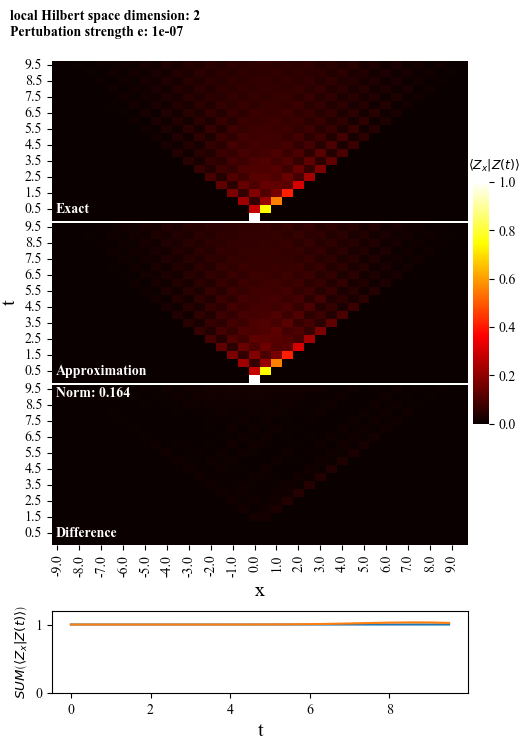 local Hilbert space dimension: 2
Pertubation strength e: 1e-07
9.5
8.5
7.5
6.5
5.5
4.5
3.5
2.5
1.5
0.5
Exact
9.5
8.5
7.5
6.5
5.5
4.5
3.5
2.5
1.5
0.5
Approximation
t
9.5
8.5
7.5
6.5
5.5
4.5
3.5
2.5
1.5
0.5
Norm: 0.164
Difference
-9.0 -8.0 -7.0 -6.0 -5.0 -4.0 -3.0 -2.0 -1.0 0.0 1.0 2.0 3.0 4.0 5.0 6.0 7.0 8.0 9.0
x
⟨Z_x|Z(t)⟩
1.0
0.8
0.6
0.4
0.2
0.0
SUM(⟨Z_x|Z(t)⟩)
1
0
0 2 4 6 8
t